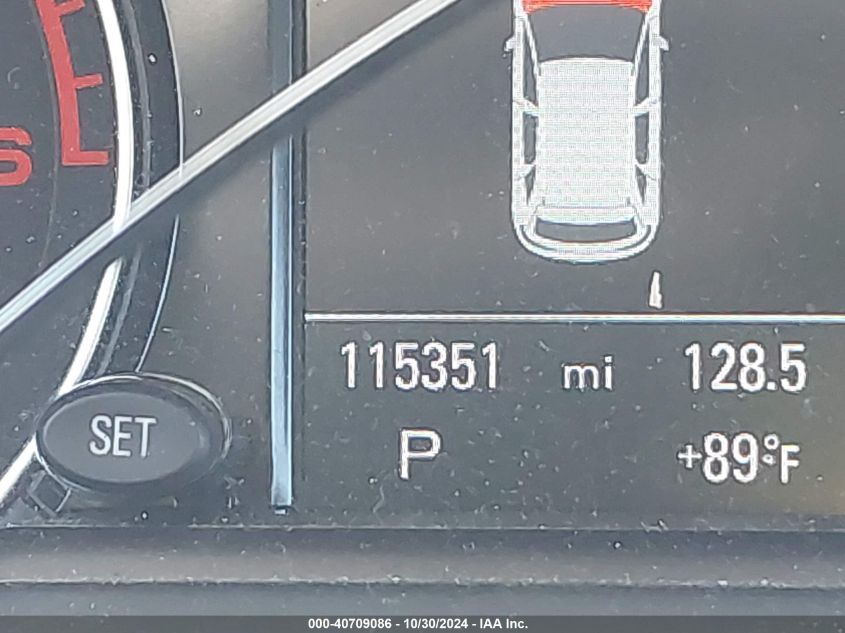 S
SET
115351 mi 128.5
P +89°F
000-40709086 - 10/30/2024 - IAA Inc.